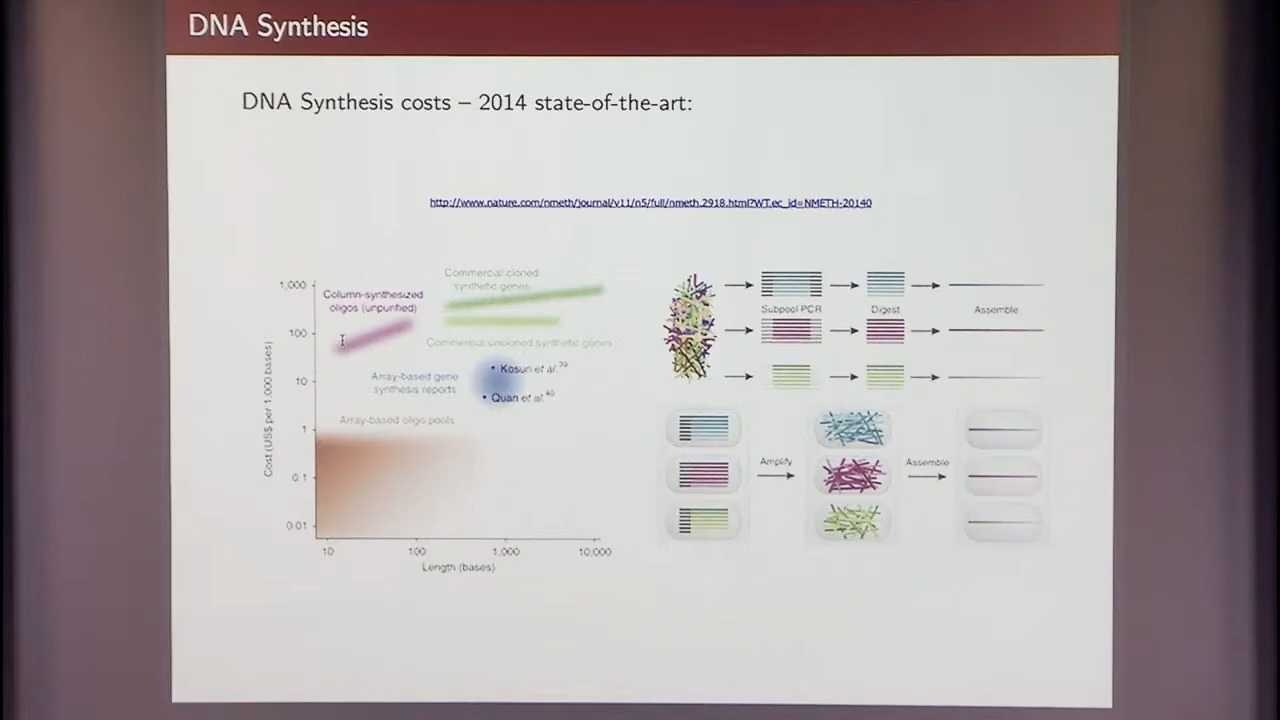 DNA Synthesis
DNA Synthesis costs – 2014 state-of-the-art:
http://www.nature.com/nmeth/journal/v11/n5/full/nmeth.2918.html?WT.ec_id=NMETH-20140
Commercial cloned
synthetic genes
1,000
Column-synthesized
oligos (unpurified)
100
Commercial uncloned synthetic genes
10
Array-based gene
synthesis reports
• Kosuri et al.39
• Quan et al.40
Array-based oligo pools
1
0.1
0.01
Cost (US$ per 1,000 bases)
10
100
1,000
10,000
Length (bases)
Subpool PCR
Digest
Assemble
Amplify
Assemble